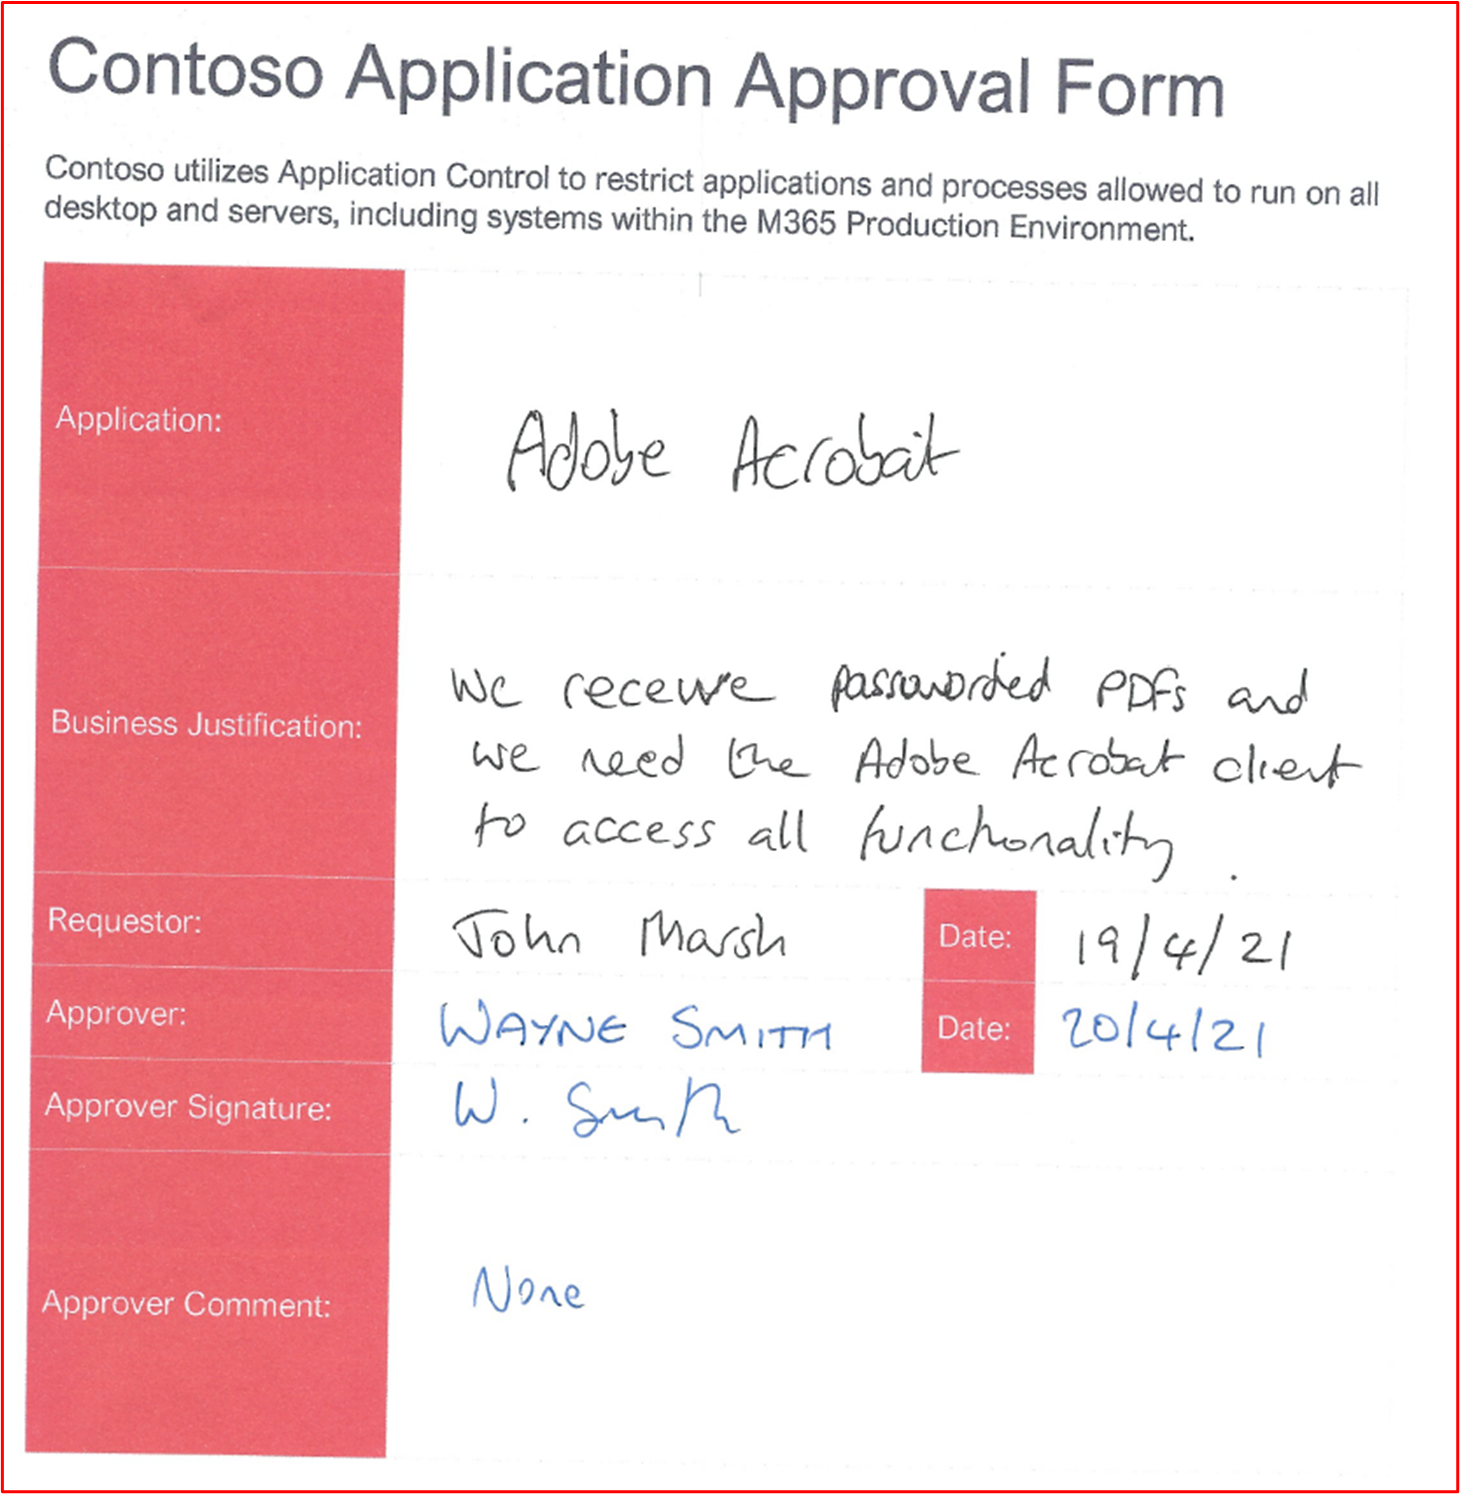 Contoso Application Approval Form
Contoso utilizes Application Control to restrict applications and processes allowed to run on all
desktop and servers, including systems within the M365 Production Environment.
Application:
Adobe Acrobat
Business Justification:
We receive passworded PDFs and
we need the Adobe Acrobat client
to access all functionality.
Requestor: John Marsh Date: 19/4/21
Approver: WAYNE SMITH Date: 20/4/21
Approver Signature: W. Smith
Approver Comment: None